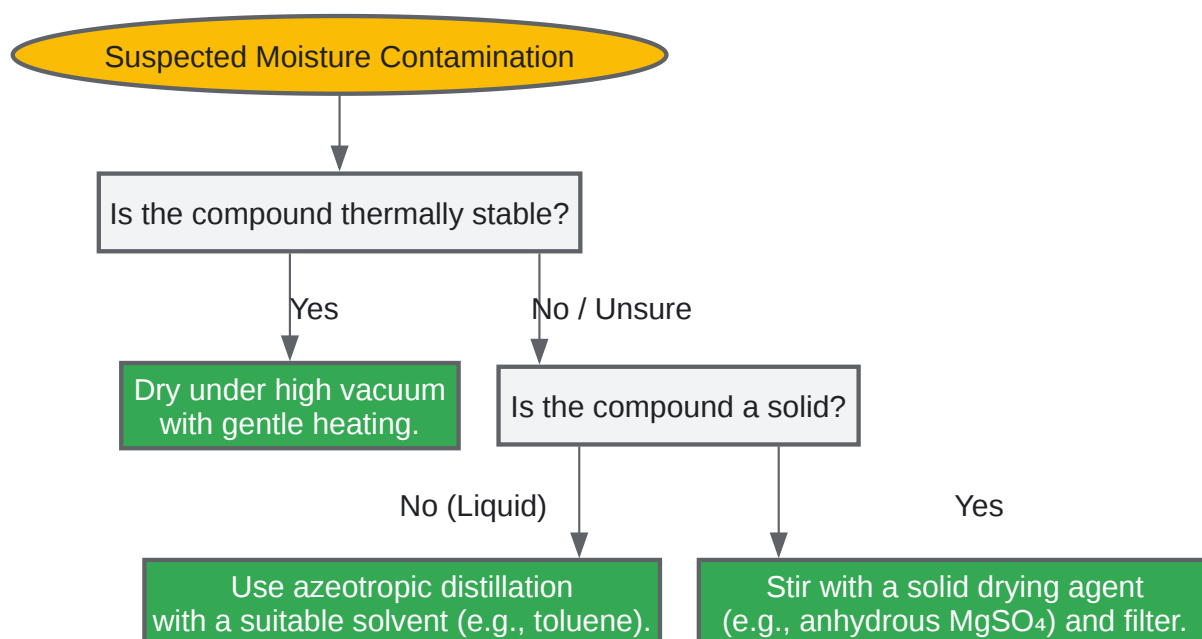 Suspected Moisture Contamination
Is the compound thermally stable?
Yes
No / Unsure
Dry under high vacuum
with gentle heating.
Is the compound a solid?
No (Liquid)
Yes
Use azeotropic distillation
with a suitable solvent (e.g., toluene).
Stir with a solid drying agent
(e.g., anhydrous MgSO₄) and filter.